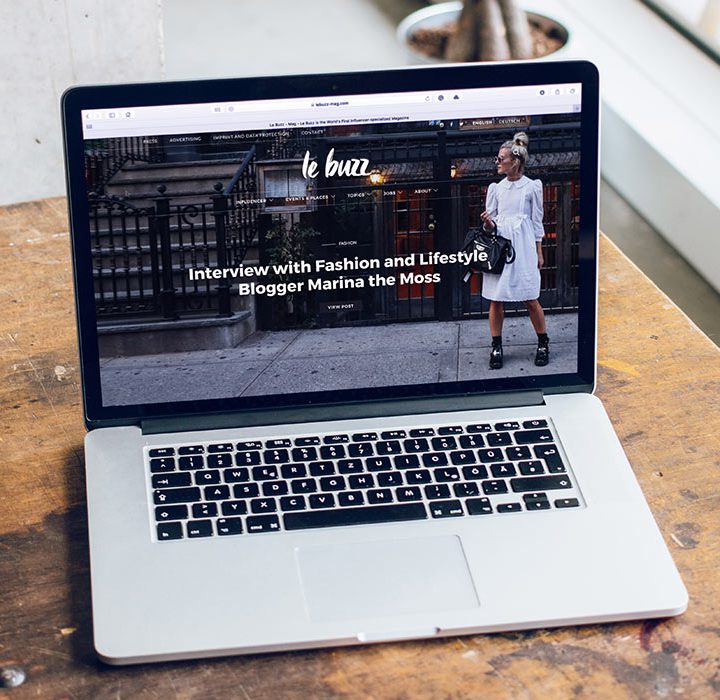 lebuzz-mag.com
Le Buzz - Mag - Le Buzz is the World's First Influencer-specialized Magazine
PRESS ADVERTISING IMPRINT AND DATA PROTECTION CONTACT ENGLISH DEUTSCH
le buzz
INFLUENCER EVENTS & PLACES TOPICS JOBS ABOUT
FASHION
Interview with Fashion and Lifestyle
Blogger Marina the Moss
VIEW POST